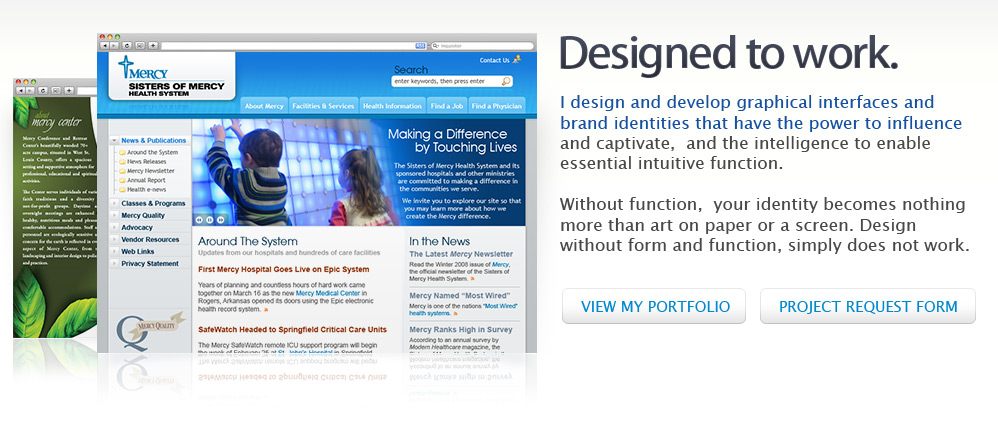 Contact Us
RSS
Inquisitor
MERCY
SISTERS OF MERCY
HEALTH SYSTEM
Search
enter keywords, then press enter
About Mercy
Facilities & Services
Health Information
Find a Job
Find a Physician
about
mercy center
Mercy Conference and Retreat
Center's beautifully wooded 70+
acre campus, situated in West St.
Louis County, offers a spacious
setting and supportive atmosphere for
professional, educational and spiritual
activities.
The Center serves individuals of
faith traditions and a diversity
not-for-profit groups. Daytime
overnight meetings are enhanced
healthy, nutritious meals and
comfortable accommodations. Staff
personnel are ecologically sensitive
concern for the earth is reflected in
aspect of Mercy Center, from
landscaping and interior design to
and practices.
News & Publications
Around the System
News Releases
Mercy Newsletter
Annual Report
Health e-news
Classes & Programs
Mercy Quality
Advocacy
Vendor Resources
Web Links
Privacy Statement
Q MERCY QUALITY
Making a Difference
by Touching Lives
The Sisters of Mercy Health System and its
sponsored hospitals and other ministries
are committed to making a difference in
the communities we serve.
We invite you to explore our site so that
you may learn more about how we
create the Mercy difference.
AROUND THE SYSTEM
Updates from our hospitals and hundreds of care facilities
First Mercy Hospital Goes Live on Epic System
Years of planning and countless hours of hard work came
together on March 16 as the new Mercy Medical Center in
Rogers, Arkansas opened its doors using the Epic electronic
health record system.
SafeWatch Headed to Springfield Critical Care Units
The Mercy SafeWatch remote ICU support program will begin
the week of February 25 at St. John's Hospital in Springfield,
In the News
The Latest Mercy Newsletter
Read the Winter 2008 issue of Mercy,
the official newsletter of the Sisters of
Mercy Health System.
Mercy Named "Most Wired"
Mercy is one of the nations "Most Wired"
health systems.
Mercy Ranks High in Survey
According to an annual survey by
Modern Healthcare magazine, the
Sisters of Mercy Health System is the
Designed to work.
I design and develop graphical interfaces and
brand identities that have the power to influence
and captivate,  and the intelligence to enable
essential intuitive function.
Without function,  your identity becomes nothing
more than art on paper or a screen. Design
without form and function, simply does not work.
VIEW MY PORTFOLIO
PROJECT REQUEST FORM